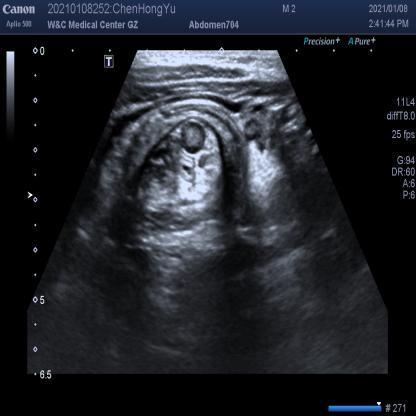 Canon 20210108252:ChenHongYu M 2 2021/01/08
Aplio 500 W&C Medical Center GZ Abdomen704 2:41:44 PM
Precision+ A Pure+
T
0
11L4
diffT8.0
25 fps
G:94
DR:60
A:6
P:6
5
6.5
# 271